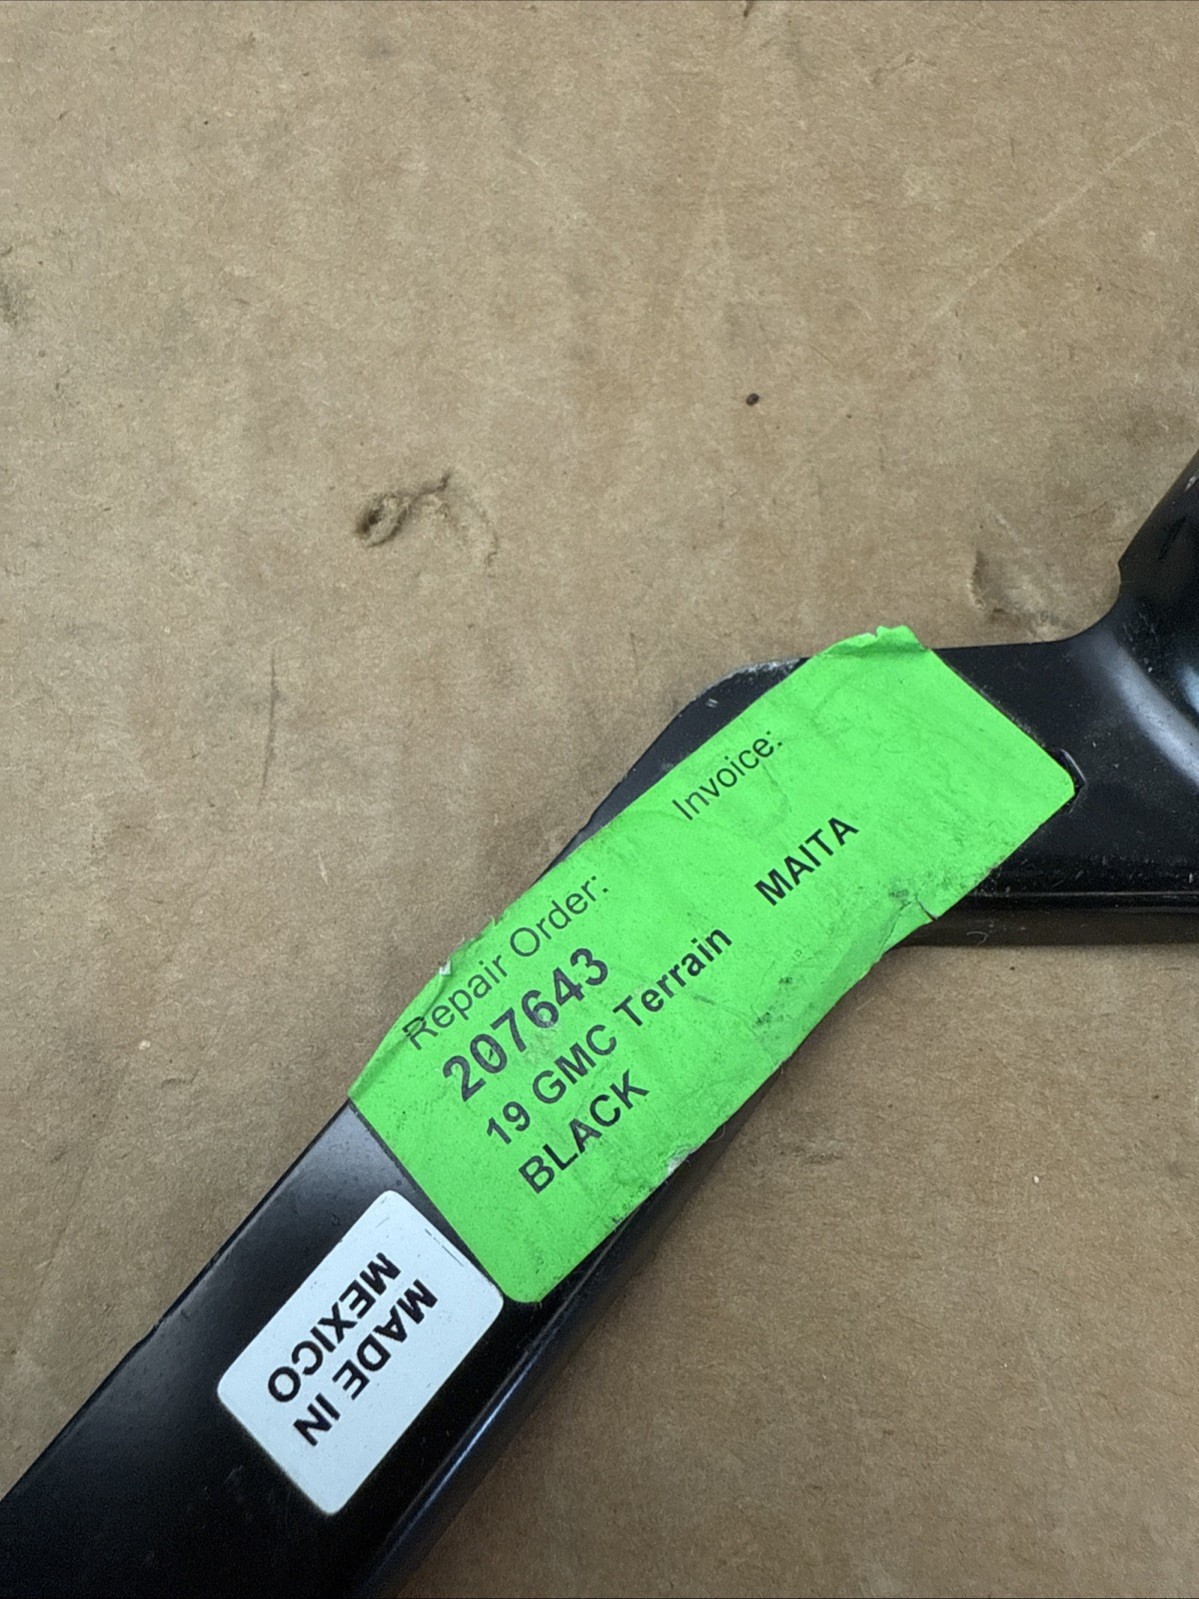 Repair Order:
Invoice:
207643
19 GMC Terrain
MAITA
BLACK
MADE IN
MEXICO